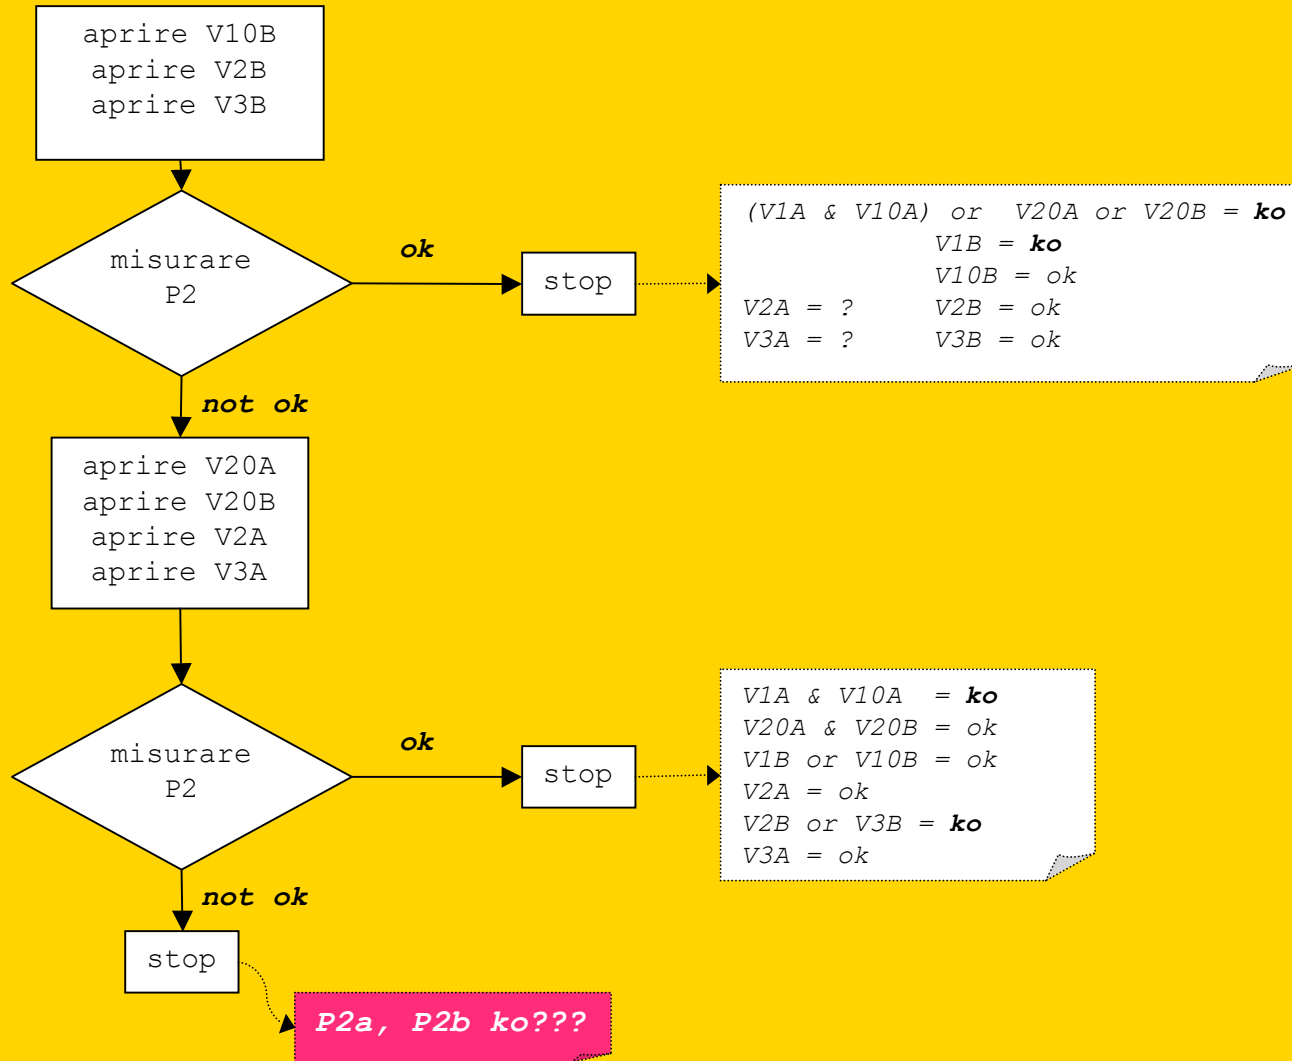 aprire V10B
aprire V2B
aprire V3B
misurare
P2
ok
stop
(V1A & V10A) or V20A or V20B = ko
V1B = ko
V10B = ok
V2A = ? V2B = ok
V3A = ? V3B = ok
not ok
aprire V20A
aprire V20B
aprire V2A
aprire V3A
misurare
P2
ok
stop
V1A & V10A = ko
V20A & V20B = ok
V1B or V10B = ok
V2A = ok
V2B or V3B = ko
V3A = ok
not ok
stop
P2a, P2b ko???